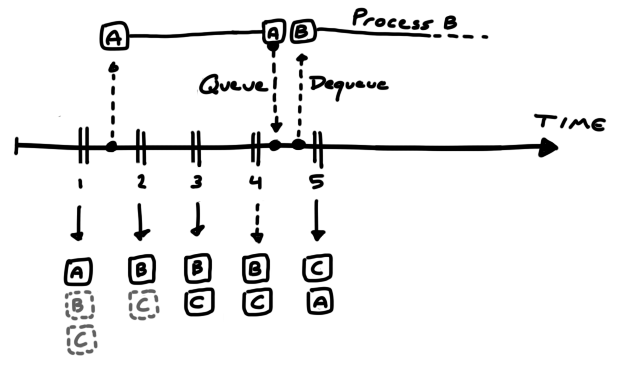 A A B Process B
Queue Dequeue
TIME
1 2 3 4 5
A B B B C
B C C C A
C